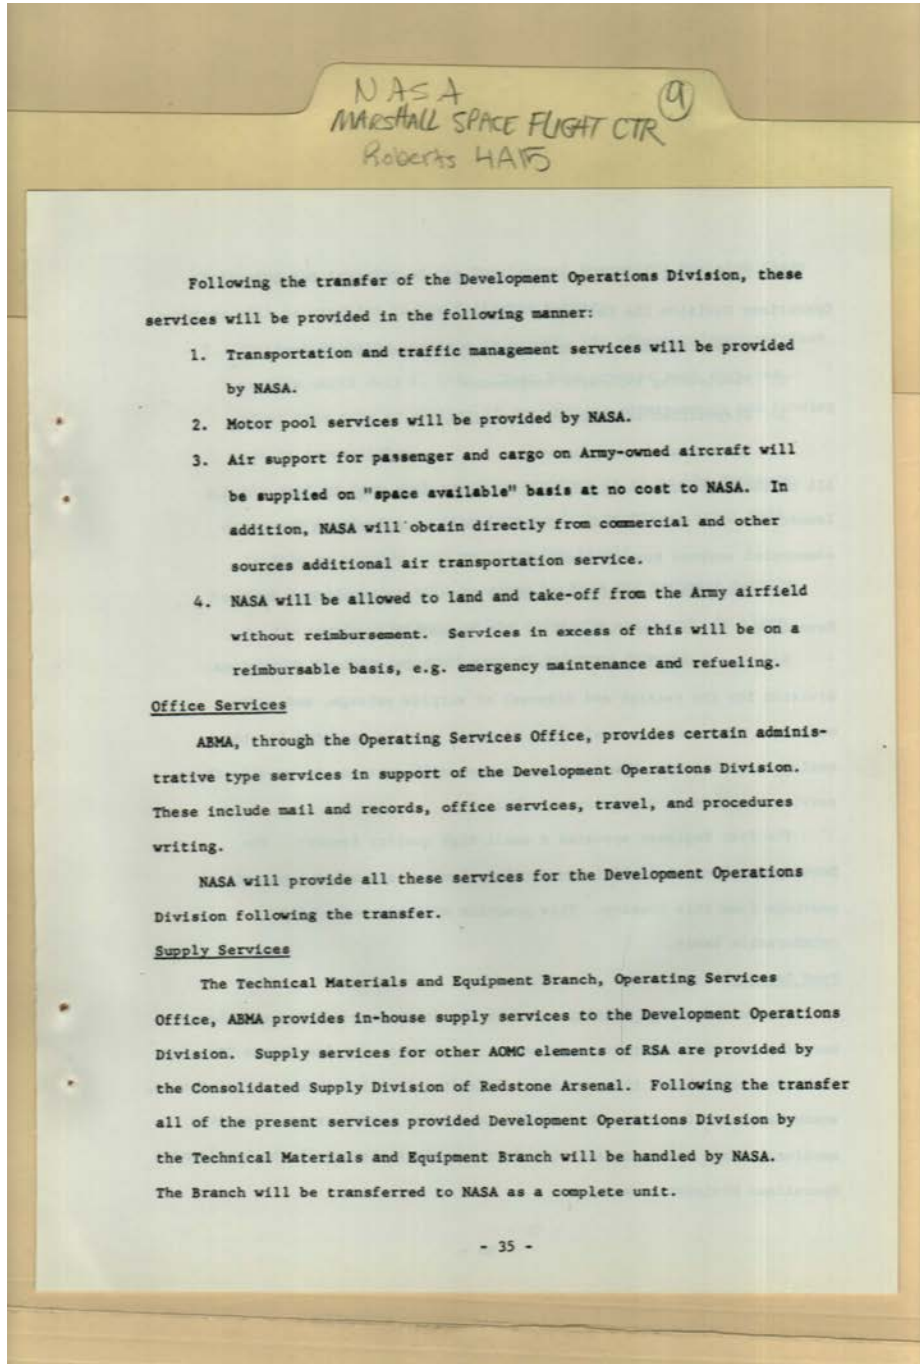 NASA
9
MARSHALL SPACE FLIGHT CTR
Roberts 4A15
Following the transfer of the Development Operations Division, these
services will be provided in the following manner:
1. Transportation and traffic management services will be provided
by NASA.
2. Motor pool services will be provided by NASA.
3. Air support for passenger and cargo on Army-owned aircraft will
be supplied on "space available" basis at no cost to NASA. In
addition, NASA will obtain directly from commercial and other
sources additional air transportation service.
4. NASA will be allowed to land and take-off from the Army airfield
without reimbursement. Services in excess of this will be on a
reimbursable basis, e.g. emergency maintenance and refueling.
Office Services
ABMA, through the Operating Services Office, provides certain adminis-
trative type services in support of the Development Operations Division.
These include mail and records, office services, travel, and procedures
writing.
NASA will provide all these services for the Development Operations
Division following the transfer.
Supply Services
The Technical Materials and Equipment Branch, Operating Services
Office, ABMA provides in-house supply services to the Development Operations
Division. Supply services for other AOMC elements of RSA are provided by
the Consolidated Supply Division of Redstone Arsenal. Following the transfer
all of the present services provided Development Operations Division by
the Technical Materials and Equipment Branch will be handled by NASA.
The Branch will be transferred to NASA as a complete unit.
- 35 -